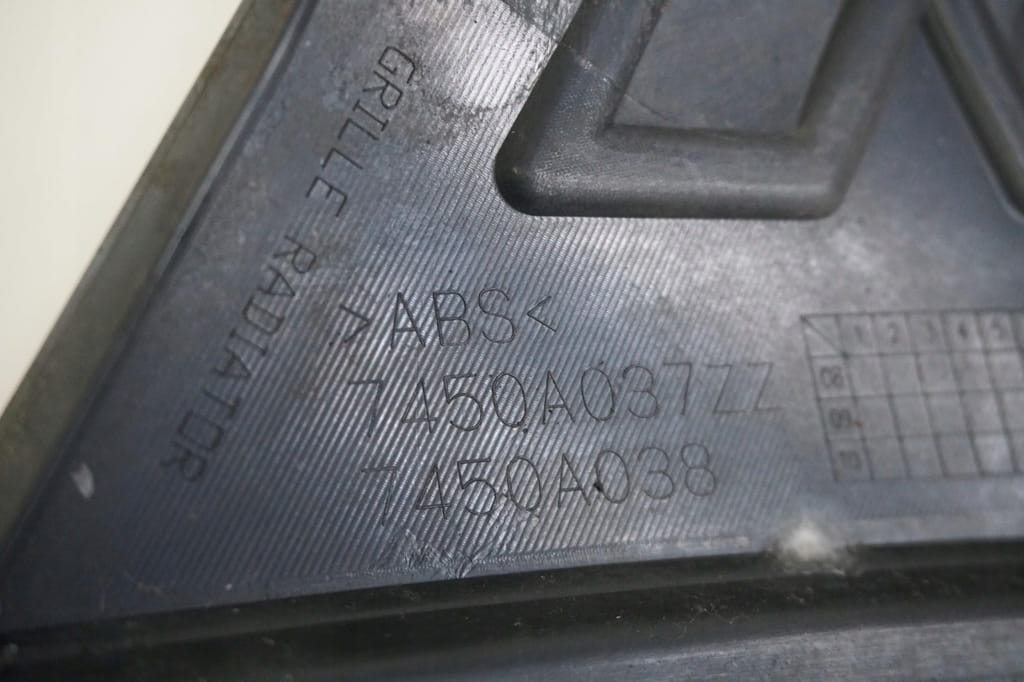 GRILLE RADIATOR
>ABS<
7450A037ZZ
7450A038
1 2 3 4 5
08
09
10